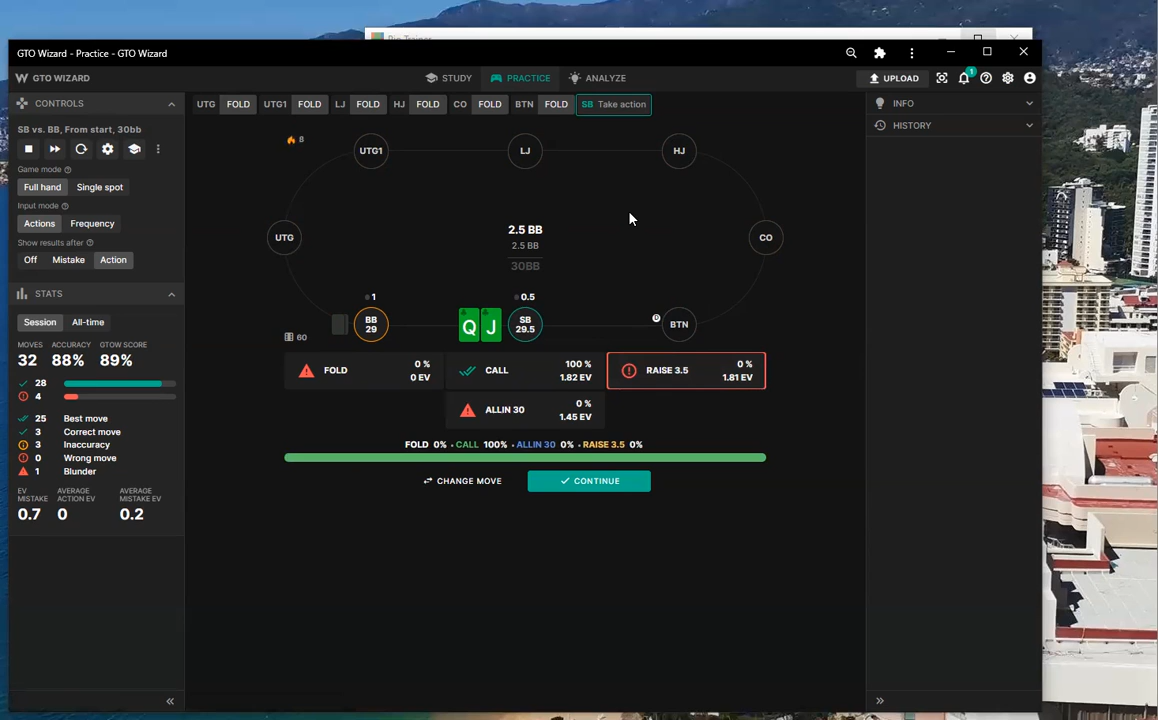 GTO Wizard - Practice - GTO Wizard
GTO WIZARD
STUDY
PRACTICE
ANALYZE
UPLOAD
1
CONTROLS
UTG FOLD UTG1 FOLD LJ FOLD HJ FOLD CO FOLD BTN FOLD SB Take action
INFO
HISTORY
SB vs. BB, From start, 30bb
Game mode
Full hand Single spot
Input mode
Actions Frequency
Show results after
Off Mistake Action
STATS
Session All-time
MOVES ACCURACY GTOW SCORE
32 88% 89%
28
4
25 Best move
3 Correct move
3 Inaccuracy
0 Wrong move
1 Blunder
EV MISTAKE
AVERAGE ACTION EV
AVERAGE MISTAKE EV
0.7 0 0.2
8
UTG1
LJ
HJ
UTG
2.5 BB
2.5 BB
30BB
CO
1
0.5
BB
29
Q J
SB
29.5
D
BTN
60
FOLD 0 %
0 EV
CALL 100 %
1.82 EV
RAISE 3.5 0 %
1.81 EV
ALLIN 30 0 %
1.45 EV
FOLD 0% • CALL 100% • ALLIN 30 0% • RAISE 3.5 0%
CHANGE MOVE
CONTINUE